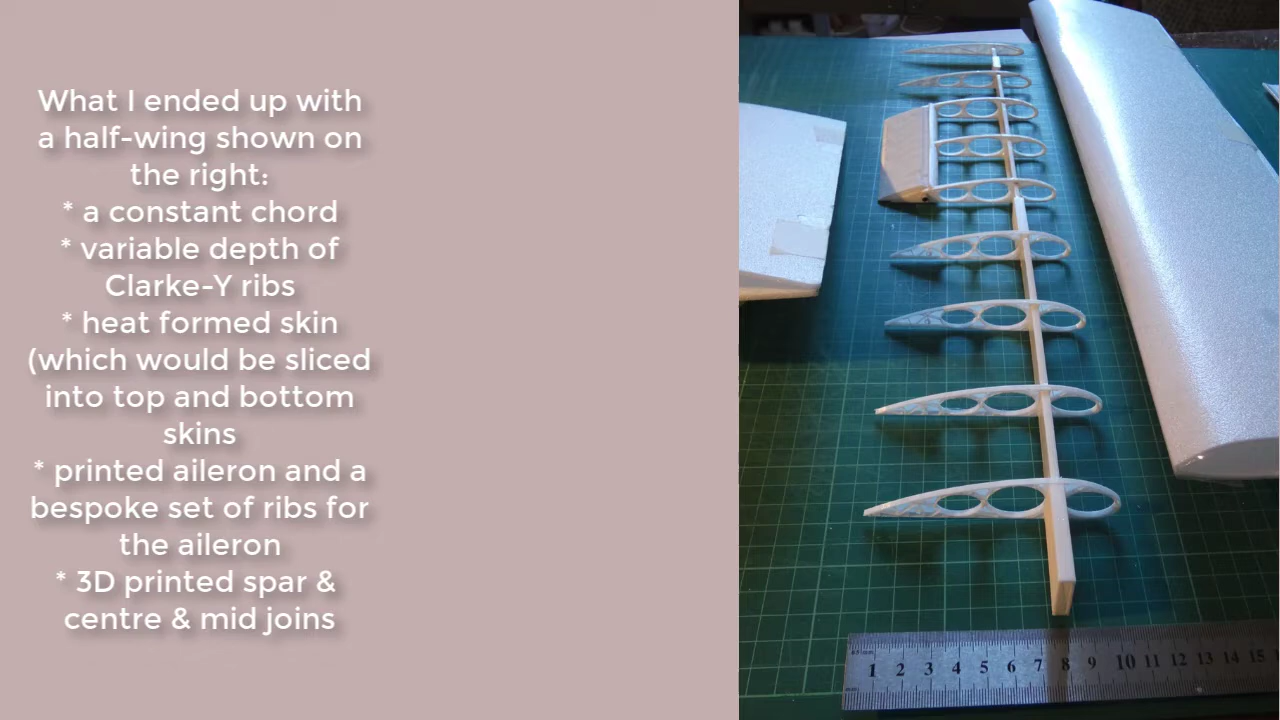 What I ended up with
a half-wing shown on
the right:
* a constant chord
* variable depth of
Clarke-Y ribs
* heat formed skin
(which would be sliced
into top and bottom
skins
* printed aileron and a
bespoke set of ribs for
the aileron
* 3D printed spar &
centre & mid joins
1 2 3 4 5 6 7 8 9 10 11 12 13 14 15